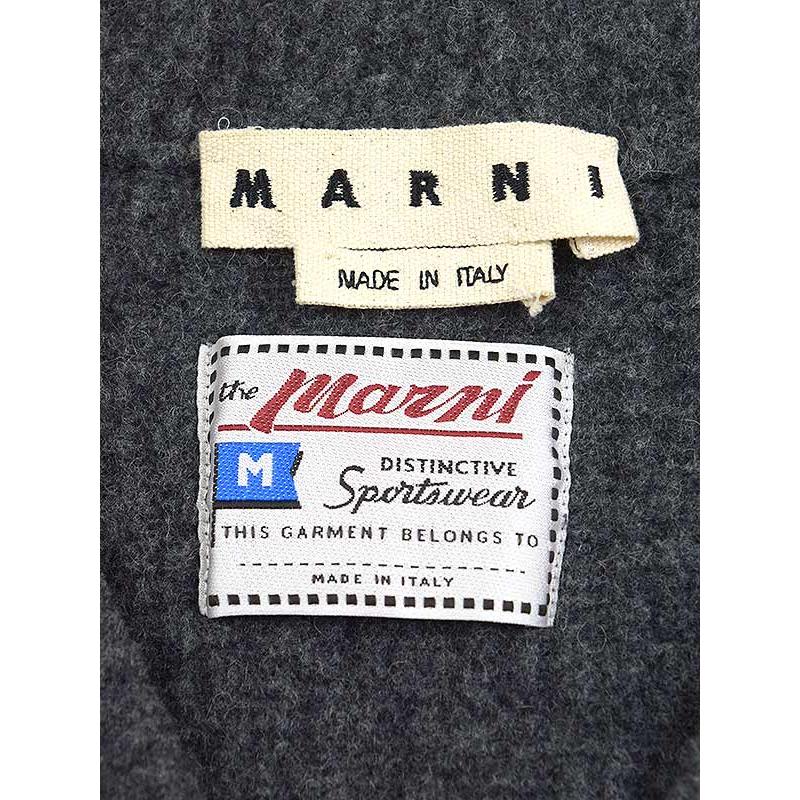 MARNI
MADE IN ITALY
the Marni
M
DISTINCTIVE
Sportswear
THIS GARMENT BELONGS TO
MADE IN ITALY